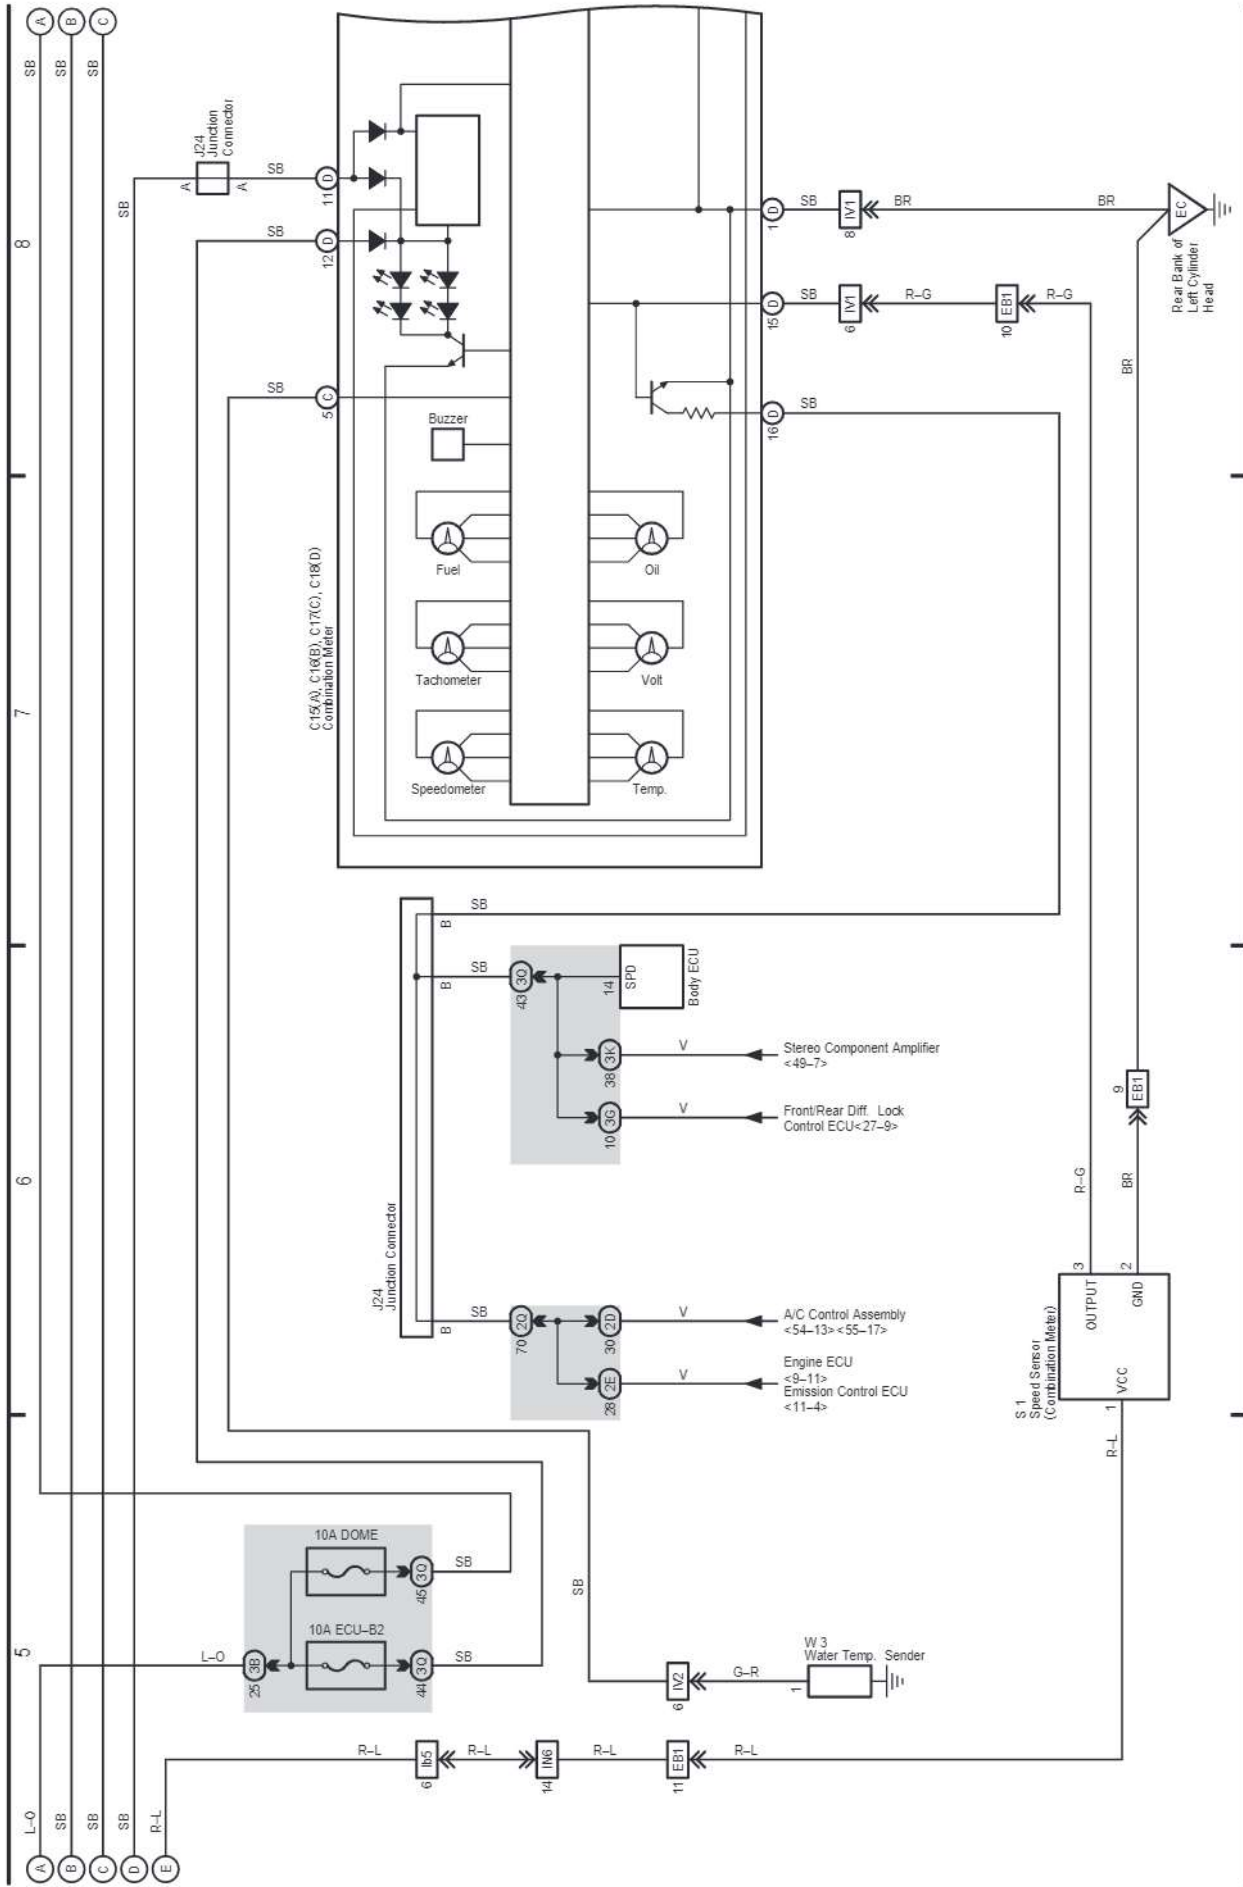 A
B
C
SB
SB
SB
8
7
6
5
J24
Junction
Connector
A
A
SB
SB
11
D
12
D
SB
5
C
Buzzer
Fuel
Oil
Tachometer
Volt
Speedometer
Temp.
C15(A), C16(B), C17(C), C18(D)
Combination Meter
1
D
SB
8
IV1
BR
BR
EC
Rear Bank of
Left Cylinder
Head
15
D
SB
6
IV1
R–G
10
EB1
R–G
BR
16
D
SB
SB
B
B
SB
43
3Q
14
SPD
Body ECU
38
3K
V
Stereo Component Amplifier
<49–7>
10
3G
V
Front/Rear Diff. Lock
Control ECU<27–9>
9
EB1
J24
Junction Connector
R–G
BR
B
SB
70
2Q
30
2D
V
A/C Control Assembly
<54–13><55–17>
28
2E
V
Engine ECU
<9–11>
Emission Control ECU
<11–4>
3
2
OUTPUT
GND
VCC
1
S 1
Speed Sensor
(Combination Meter)
R–L
10A DOME
45
3Q
SB
10A ECU–B2
L–O
25
3B
44
3Q
SB
SB
6
IV2
G–R
1
W 3
Water Temp. Sender
R–L
6
Ib5
R–L
14
IN6
R–L
11
EB1
R–L
L–O
SB
SB
SB
R–L
A
B
C
D
E